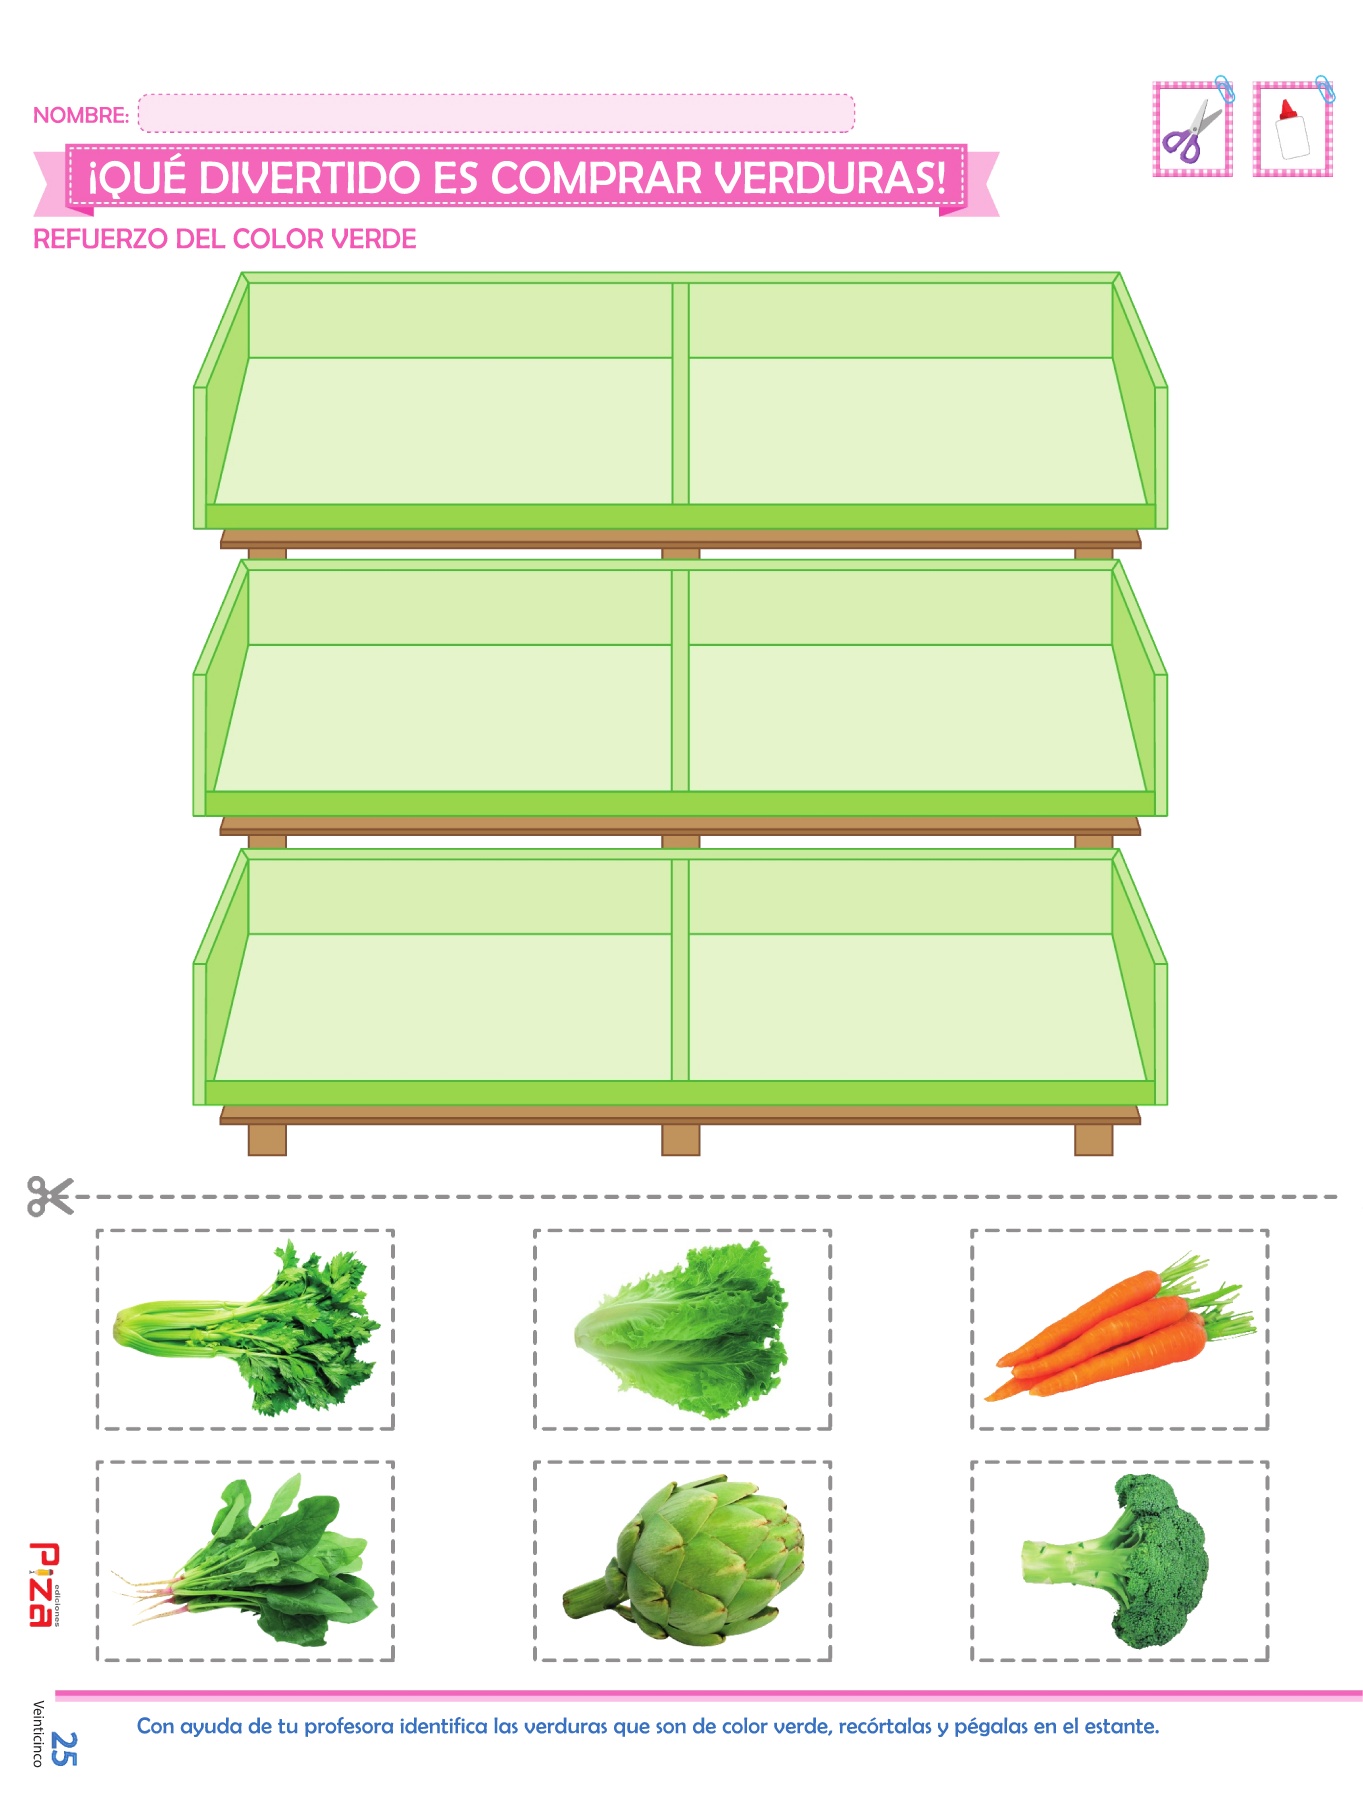 NOMBRE:
¡QUÉ DIVERTIDO ES COMPRAR VERDURAS!
REFUERZO DEL COLOR VERDE
Piza
ediciones
Veinticinco
25
Con ayuda de tu profesora identifica las verduras que son de color verde, recórtalas y pégalas en el estante.